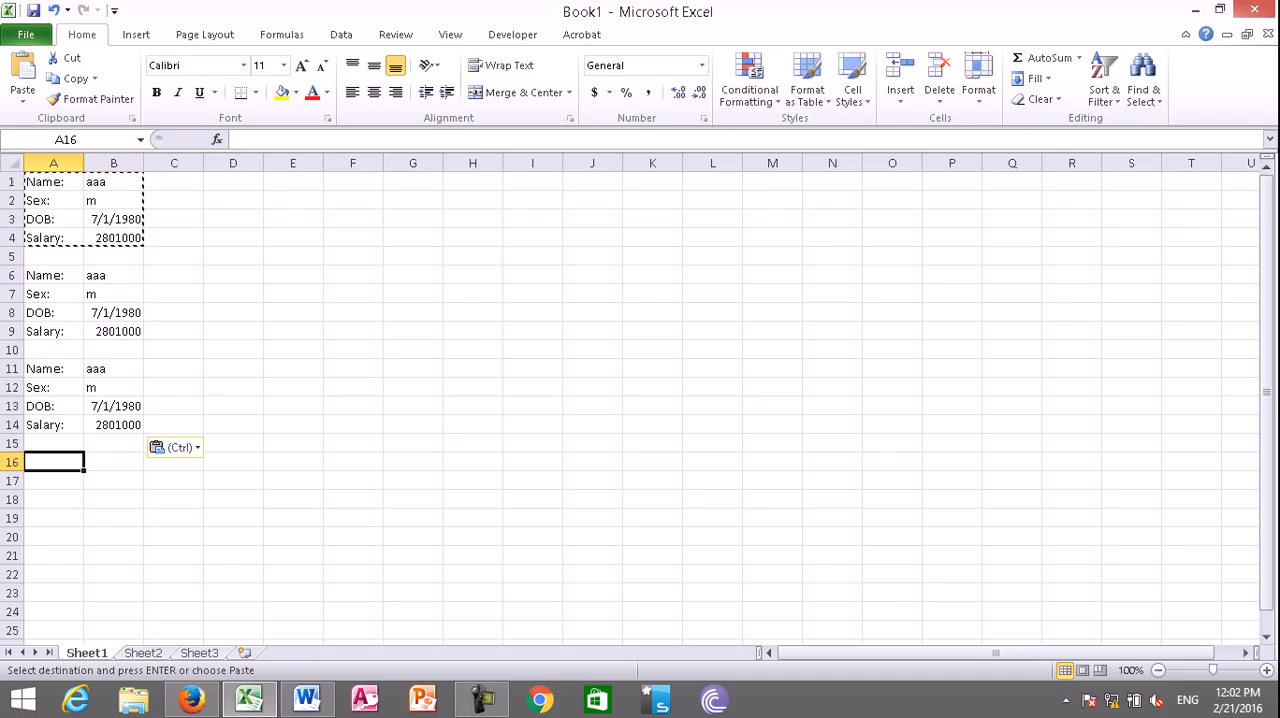 Book1 - Microsoft Excel
File Home Insert Page Layout Formulas Data Review View Developer Acrobat
Paste
Cut
Copy
Format Painter
Clipboard
Calibri 11
B I U
Font
Wrap Text
Merge & Center
Alignment
General
$ % ,
Number
Conditional Formatting
Format as Table
Cell Styles
Styles
Insert Delete Format
Cells
AutoSum
Fill
Clear
Sort & Filter
Find & Select
Editing
A16 fx
A B C D E F G H I J K L M N O P Q R S T U
1 Name: aaa
2 Sex: m
3 DOB: 7/1/1980
4 Salary: 2801000
5
6 Name: aaa
7 Sex: m
8 DOB: 7/1/1980
9 Salary: 2801000
10
11 Name: aaa
12 Sex: m
13 DOB: 7/1/1980
14 Salary: 2801000
15 (Ctrl)
16
17
18
19
20
21
22
23
24
25
Sheet1 Sheet2 Sheet3
Select destination and press ENTER or choose Paste 100%
ENG 12:02 PM
2/21/2016